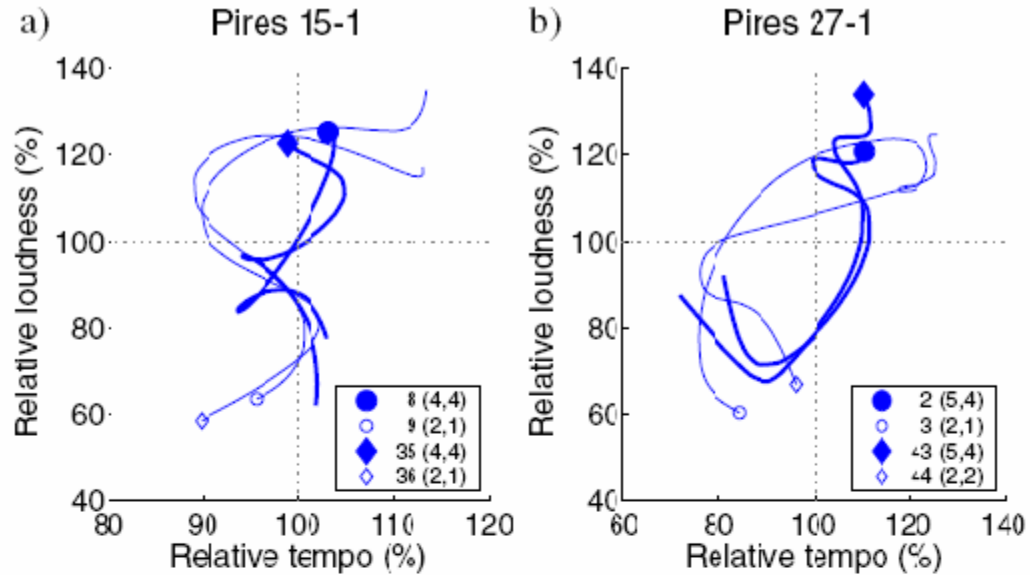 a) Pires 15-1
Relative loudness (%)
140
120
100
80
60
40
80 90 100 110 120
Relative tempo (%)
8 (4,4)
9 (2,1)
35 (4,4)
36 (2,1)
b) Pires 27-1
Relative loudness (%)
140
120
100
80
60
40
60 80 100 120 140
Relative tempo (%)
2 (5,4)
3 (2,1)
43 (5,4)
44 (2,2)